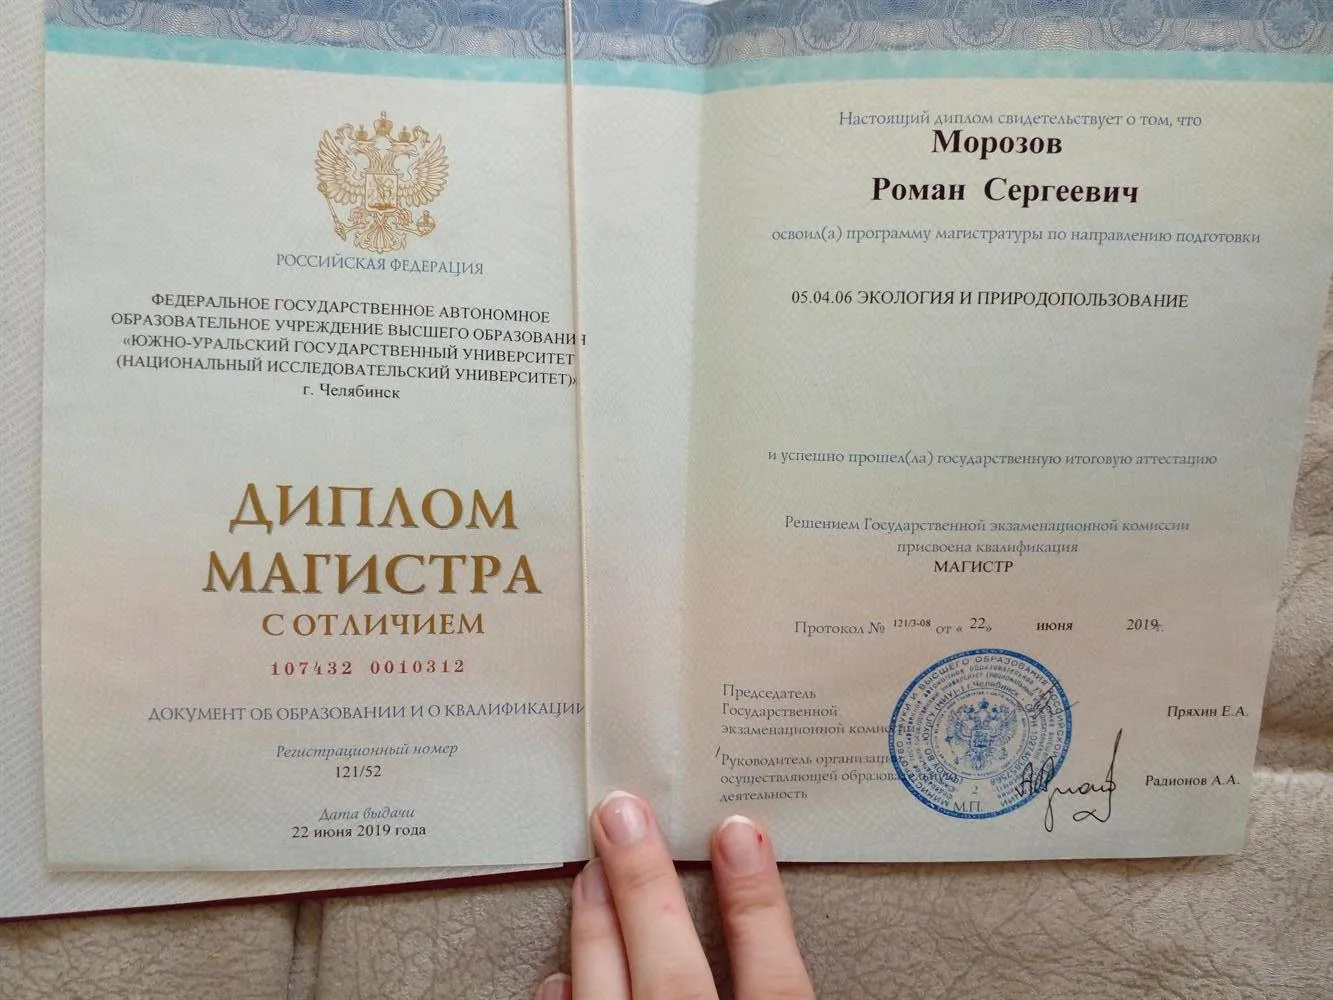 РОССИЙСКАЯ ФЕДЕРАЦИЯ
ФЕДЕРАЛЬНОЕ ГОСУДАРСТВЕННОЕ АВТОНОМНОЕ
ОБРАЗОВАТЕЛЬНОЕ УЧРЕЖДЕНИЕ ВЫСШЕГО ОБРАЗОВАНИЯ
«ЮЖНО-УРАЛЬСКИЙ ГОСУДАРСТВЕННЫЙ УНИВЕРСИТЕТ
(НАЦИОНАЛЬНЫЙ ИССЛЕДОВАТЕЛЬСКИЙ УНИВЕРСИТЕТ)»
г. Челябинск
ДИПЛОМ
МАГИСТРА
С ОТЛИЧИЕМ
107432 0010312
ДОКУМЕНТ ОБ ОБРАЗОВАНИИ И О КВАЛИФИКАЦИИ
Регистрационный номер
121/52
Дата выдачи
22 июня 2019 года
Настоящий диплом свидетельствует о том, что
Морозов
Роман Сергеевич
освоил(а) программу магистратуры по направлению подготовки
05.04.06 ЭКОЛОГИЯ И ПРИРОДОПОЛЬЗОВАНИЕ
и успешно прошел(ла) государственную итоговую аттестацию
Решением Государственной экзаменационной комиссии
присвоена квалификация
МАГИСТР
Протокол № 121/3-08 от « 22» июня 2019г.
Председатель
Государственной
экзаменационной
Пряхин Е.А.
Руководитель
осуществляющей
деятельность
Радионов А.А.
М.П.
2